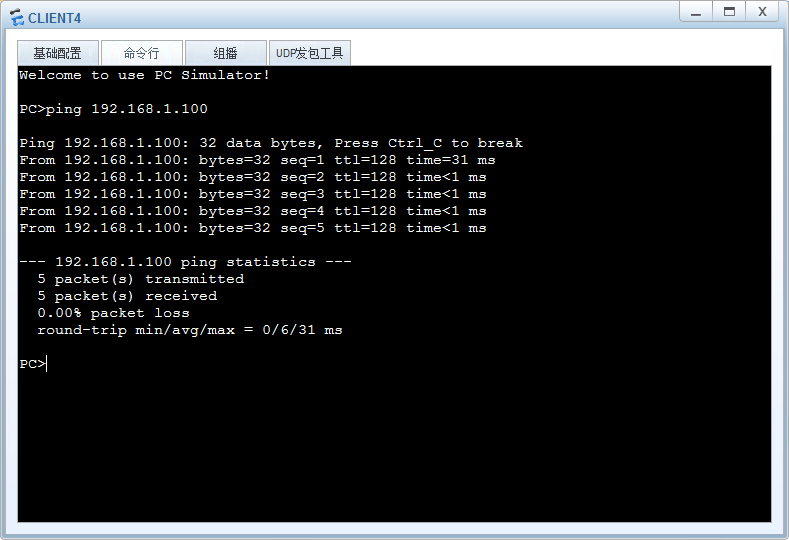 CLIENT4
基础配置 命令行 组播 UDP发包工具
Welcome to use PC Simulator!
PC>ping 192.168.1.100
Ping 192.168.1.100: 32 data bytes, Press Ctrl_C to break
From 192.168.1.100: bytes=32 seq=1 ttl=128 time=31 ms
From 192.168.1.100: bytes=32 seq=2 ttl=128 time<1 ms
From 192.168.1.100: bytes=32 seq=3 ttl=128 time<1 ms
From 192.168.1.100: bytes=32 seq=4 ttl=128 time<1 ms
From 192.168.1.100: bytes=32 seq=5 ttl=128 time<1 ms
--- 192.168.1.100 ping statistics ---
5 packet(s) transmitted
5 packet(s) received
0.00% packet loss
round-trip min/avg/max = 0/6/31 ms
PC>